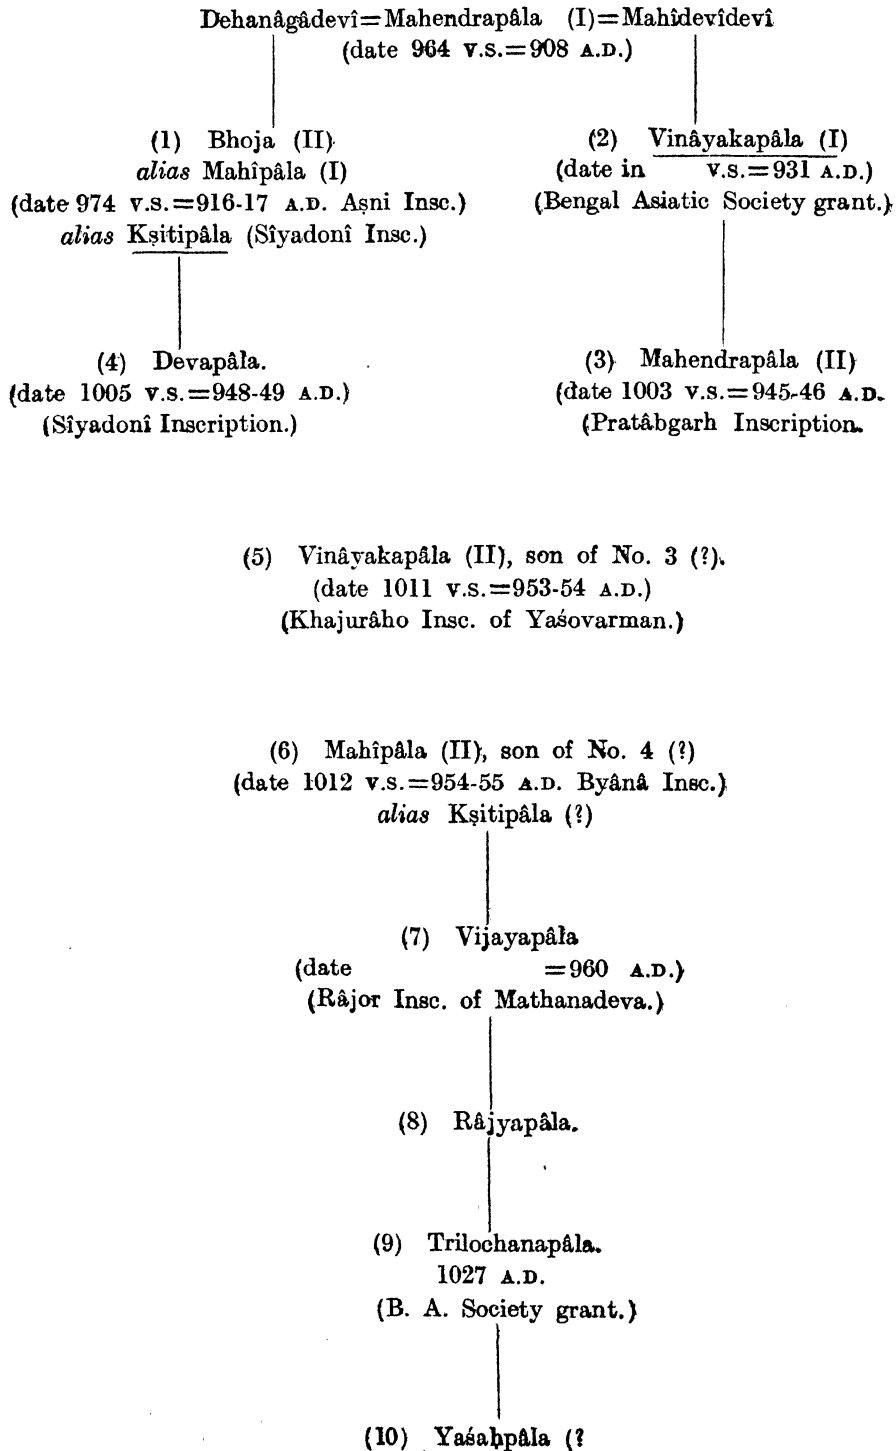 Dehanâgâdevî=Mahendrapâla (I)=Mahîdevîdevî
(date 964 V.S.=908 A.D.)
(1) Bhoja (II)
alias Mahîpâla (I)
(date 974 V.S.=916-17 A.D. Aṣni Insc.)
alias Kṣitipâla (Sîyadonî Insc.)
(2) Vinâyakapâla (I)
(date in V.S.=931 A.D.)
(Bengal Asiatic Society grant.)
(4) Devapâla.
(date 1005 V.S.=948-49 A.D.)
(Sîyadonî Inscription.)
(3) Mahendrapâla (II)
(date 1003 V.S.=945-46 A.D.
(Pratâbgarh Inscription.
(5) Vinâyakapâla (II), son of No. 3 (?).
(date 1011 V.S.=953-54 A.D.)
(Khajurâho Insc. of Yaśovarman.)
(6) Mahîpâla (II), son of No. 4 (?)
(date 1012 V.S.=954-55 A.D. Byânâ Insc.)
alias Kṣitipâla (?)
(7) Vijayapâla
(date =960 A.D.)
(Râjor Insc. of Mathanadeva.)
(8) Râjyapâla.
(9) Trilochanapâla.
1027 A.D.
(B. A. Society grant.)
(10) Yaśaḥpâla (?